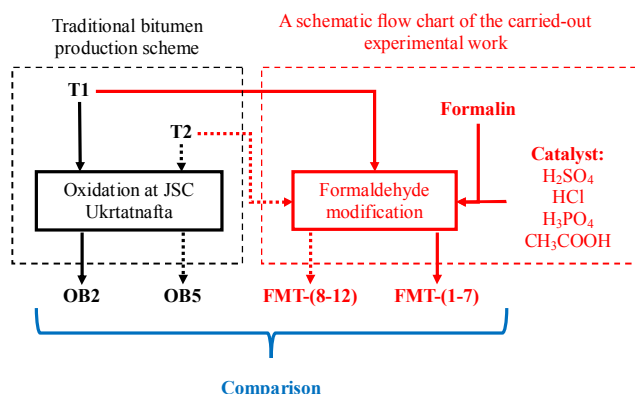 Traditional bitumen
production scheme
A schematic flow chart of the carried-out
experimental work
T1
T2
Formalin
Oxidation at JSC
Ukrtatnafta
Formaldehyde
modification
Catalyst:
H₂SO₄
HCl
H₃PO₄
CH₃COOH
OB2
OB5
FMT-(8-12)
FMT-(1-7)
Comparison